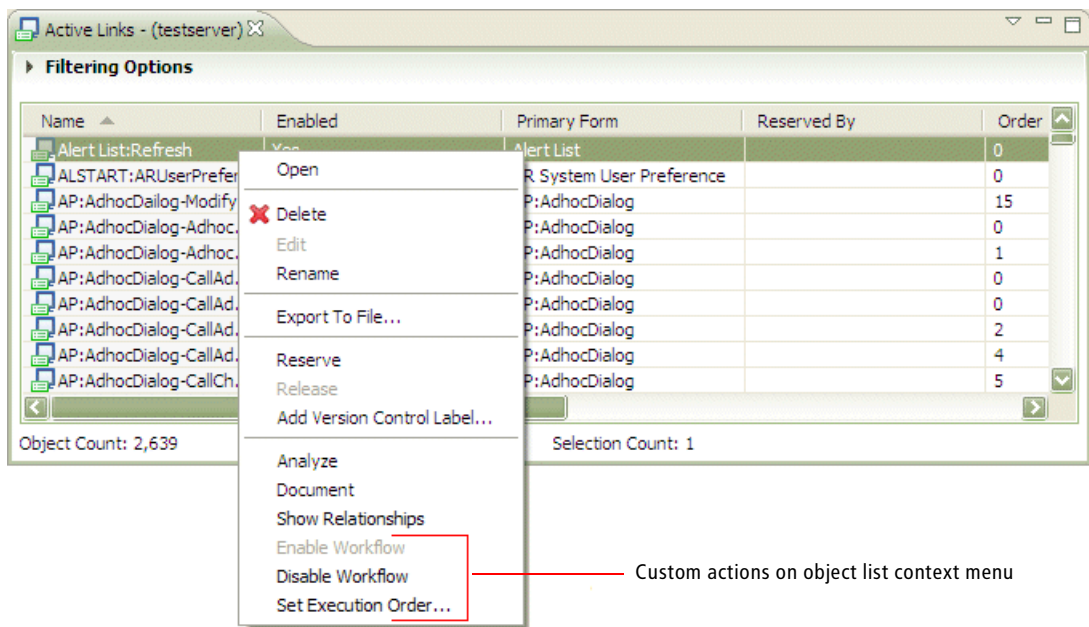 Active Links - (testserver)
Filtering Options
Name Enabled Primary Form Reserved By Order
Alert List:Refresh Yes Alert List 0
ALSTART:ARUserPrefer R System User Preference 0
AP:AdhocDailog-Modify P:AdhocDialog 15
AP:AdhocDialog-Adhoc. P:AdhocDialog 0
AP:AdhocDialog-Adhoc. P:AdhocDialog 1
AP:AdhocDialog-CallAd. P:AdhocDialog 0
AP:AdhocDialog-CallAd. P:AdhocDialog 0
AP:AdhocDialog-CallAd. P:AdhocDialog 2
AP:AdhocDialog-CallAd. P:AdhocDialog 4
AP:AdhocDialog-CallCh. P:AdhocDialog 5
Object Count: 2,639 Selection Count: 1
Open
Delete
Edit
Rename
Export To File...
Reserve
Release
Add Version Control Label...
Analyze
Document
Show Relationships
Enable Workflow
Disable Workflow
Set Execution Order...
Custom actions on object list context menu